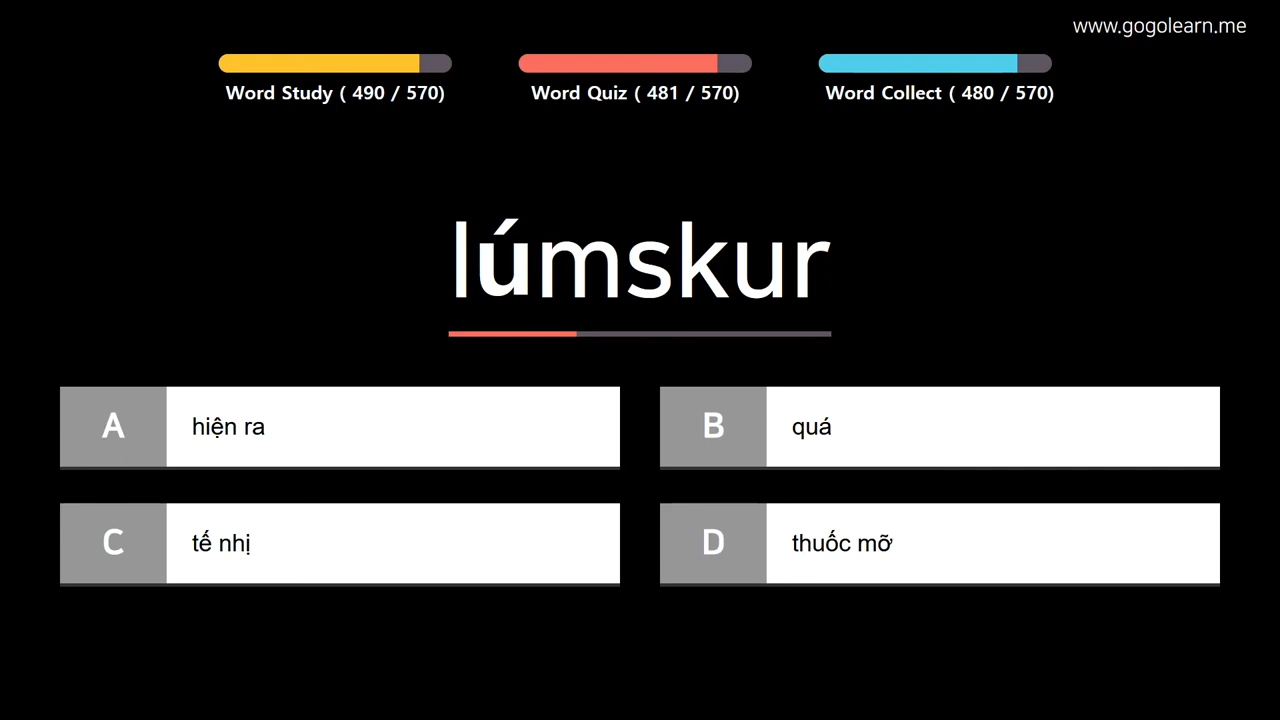 www.gogolearn.me
Word Study ( 490 / 570)
Word Quiz ( 481 / 570)
Word Collect ( 480 / 570)
lúmskur
A hiện ra
B quá
C tế nhị
D thuốc mỡ